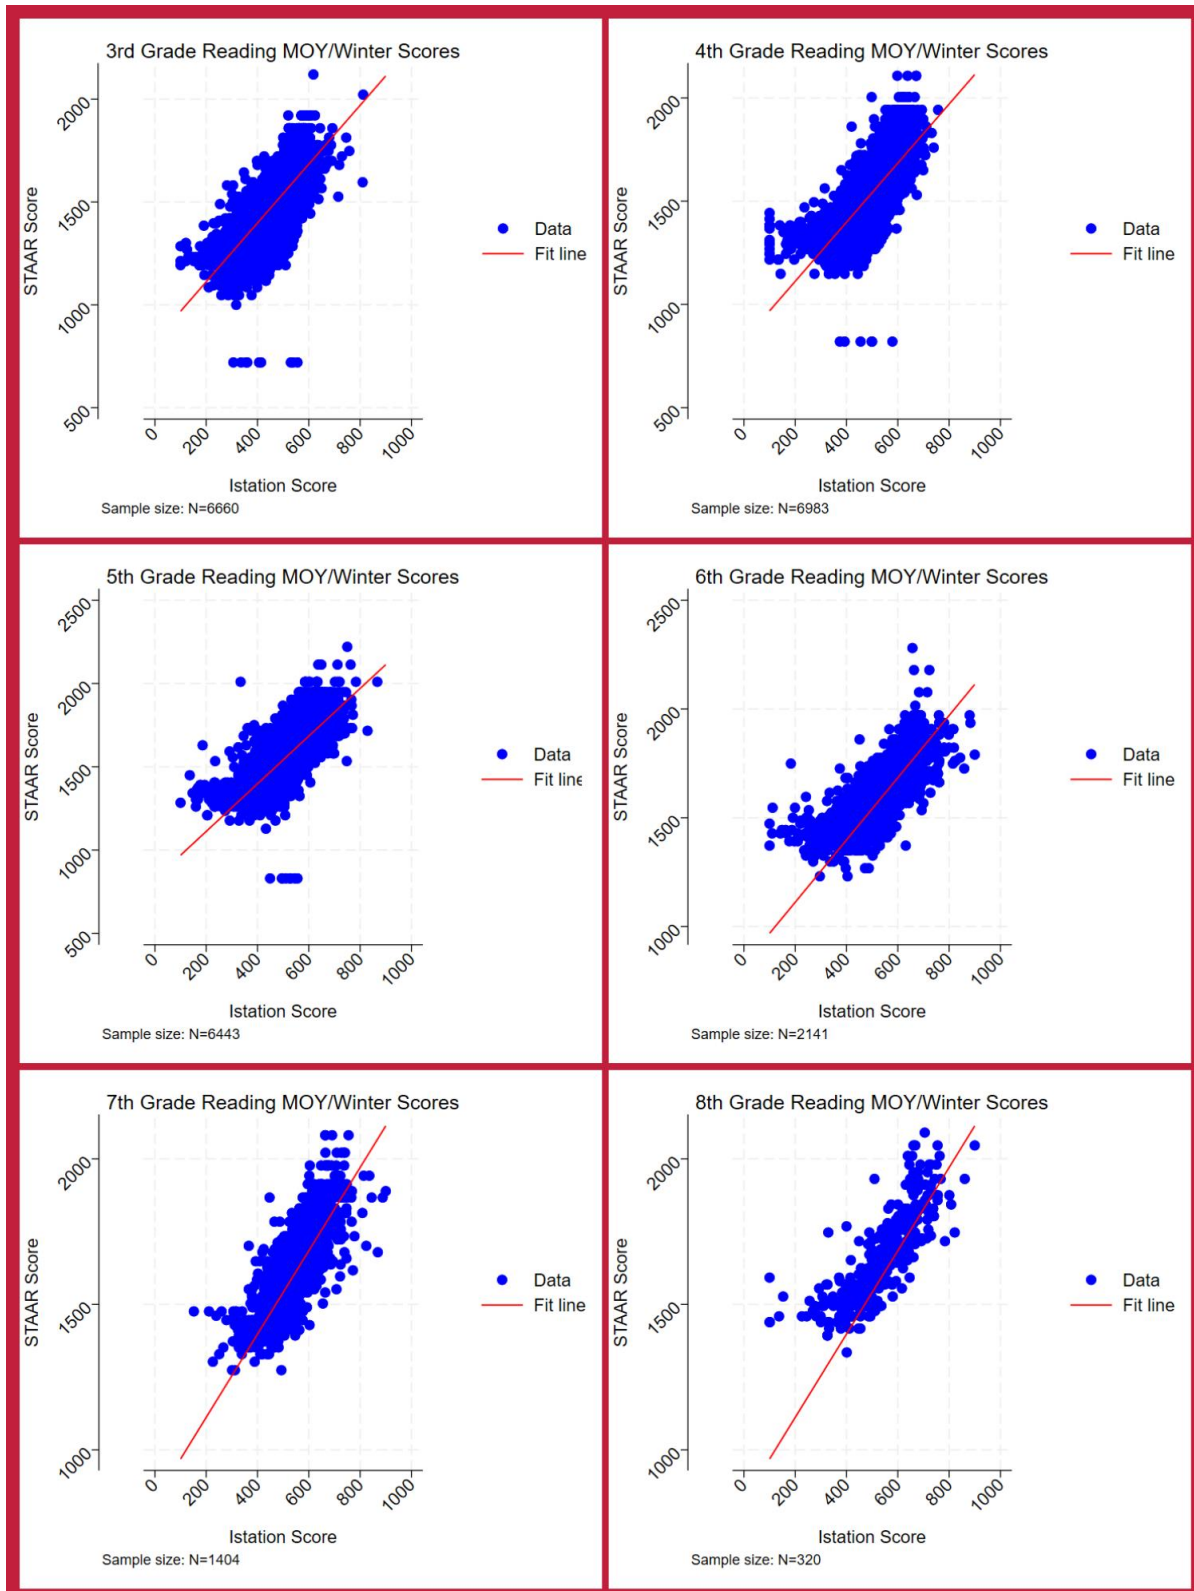 3rd Grade Reading MOY/Winter Scores
STAAR Score
2000
1500
1000
500
0
200
400
600
800
1000
Istation Score
Data
Fit line
Sample size: N=6660
4th Grade Reading MOY/Winter Scores
STAAR Score
2000
1500
1000
500
0
200
400
600
800
1000
Istation Score
Data
Fit line
Sample size: N=6983
5th Grade Reading MOY/Winter Scores
STAAR Score
2500
2000
1500
1000
500
0
200
400
600
800
1000
Istation Score
Data
Fit line
Sample size: N=6443
6th Grade Reading MOY/Winter Scores
STAAR Score
2500
2000
1500
1000
0
200
400
600
800
1000
Istation Score
Data
Fit line
Sample size: N=2141
7th Grade Reading MOY/Winter Scores
STAAR Score
2000
1500
1000
0
200
400
600
800
1000
Istation Score
Data
Fit line
Sample size: N=1404
8th Grade Reading MOY/Winter Scores
STAAR Score
2000
1500
1000
0
200
400
600
800
1000
Istation Score
Data
Fit line
Sample size: N=320